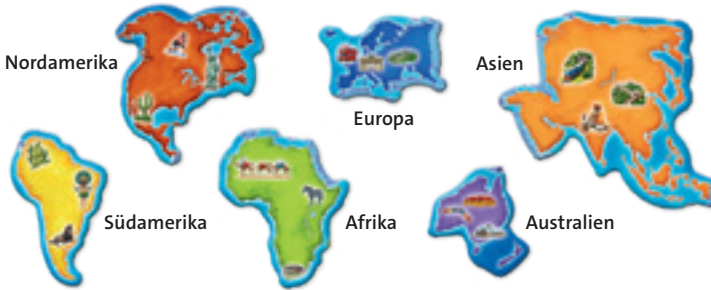 Nordamerika
Europa
Asien
Südamerika
Afrika
Australien